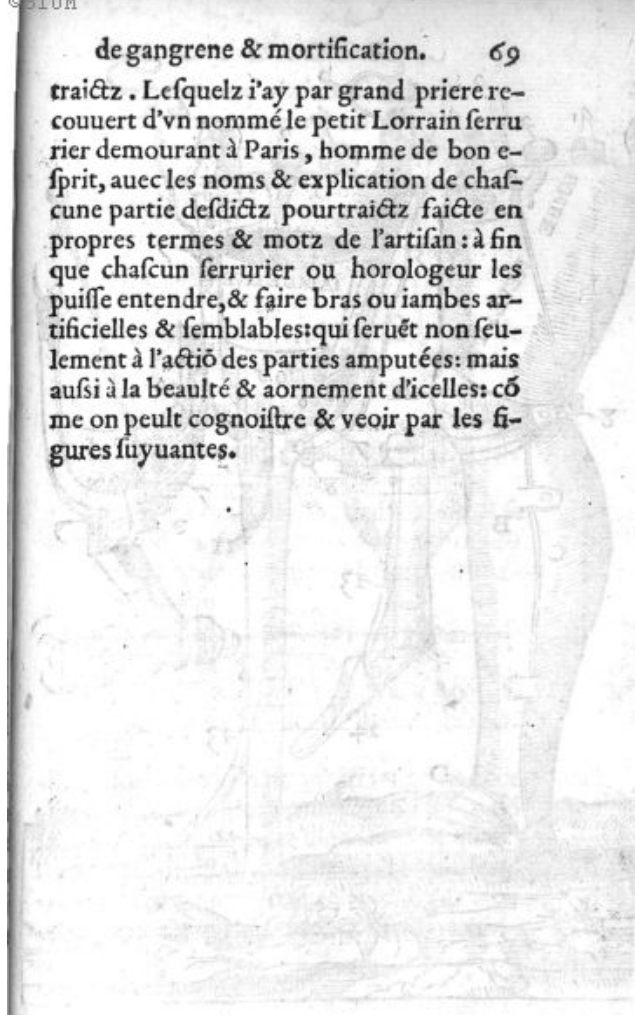 ©BIUM
de gangrene & mortification. 69
traictz . Leſquelz i'ay par grand priere re-
couuert d'vn nommé le petit Lorrain ſerru
rier demourant à Paris, homme de bon e-
ſprit, auec les noms & explication de chaſ-
cune partie deſdictz pourtraictz faicte en
propres termes & motz de l'artiſan : à fin
que chaſcun ſerrurier ou horologeur les
puiſſe entendre, & faire bras ou iambes ar-
tificielles & ſemblables: qui ſeruẽt non ſeu-
lement à l'actiõ des parties amputées: mais
auſsi à la beaulté & aornement d'icelles: cõ
me on peult cognoiſtre & veoir par les fi-
gures ſuyuantes.